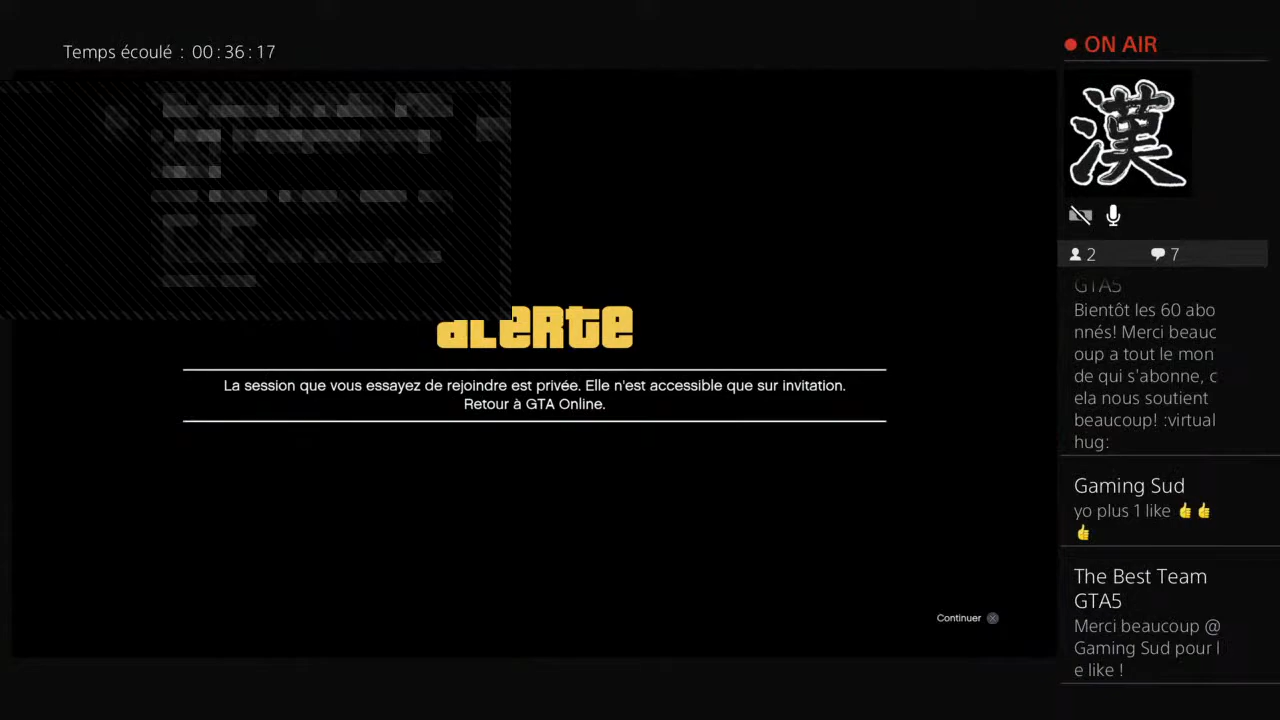 Temps écoulé : 00:36:17
ON AIR
漢
2 7
GTA5
Bientôt les 60 abo
nnés! Merci beauc
oup a tout le mon
de qui s'abonne, c
ela nous soutient
beaucoup! :virtual
hug:
Gaming Sud
yo plus 1 like 👍👍
👍
The Best Team
GTA5
Merci beaucoup @
Gaming Sud pour l
e like !
aLerte
La session que vous essayez de rejoindre est privée. Elle n'est accessible que sur invitation.
Retour à GTA Online.
Continuer